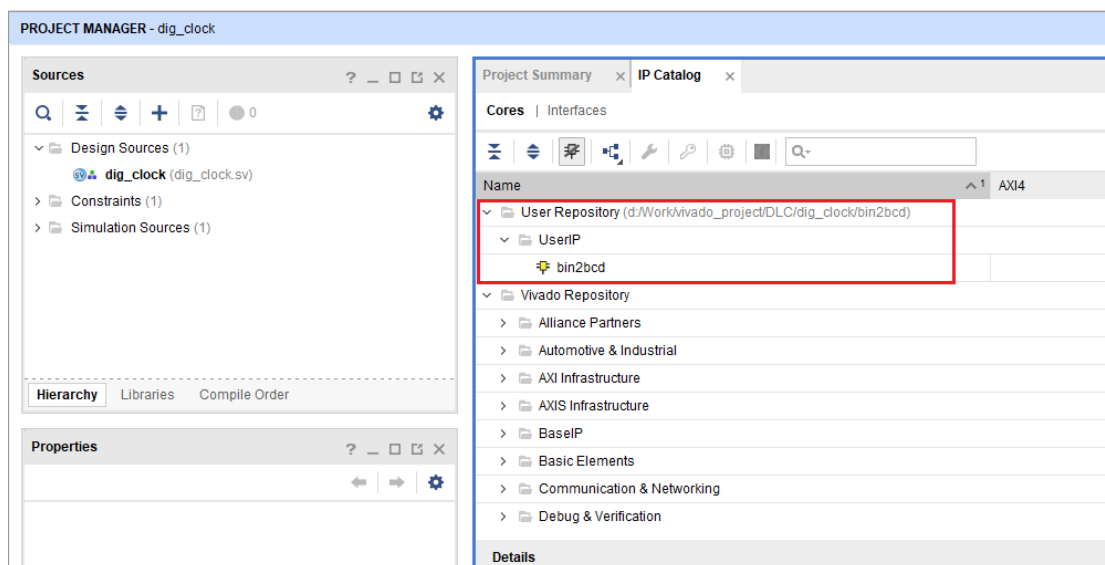 PROJECT MANAGER - dig_clock
Sources
? _
0
Design Sources (1)
dig_clock (dig_clock.sv)
Constraints (1)
Simulation Sources (1)
Hierarchy Libraries Compile Order
Properties
? _
Project Summary IP Catalog
Cores | Interfaces
Name 1 AXI4
User Repository (d:/Work/vivado_project/DLC/dig_clock/bin2bcd)
UserIP
bin2bcd
Vivado Repository
Alliance Partners
Automotive & Industrial
AXI Infrastructure
AXIS Infrastructure
BaseIP
Basic Elements
Communication & Networking
Debug & Verification
Details